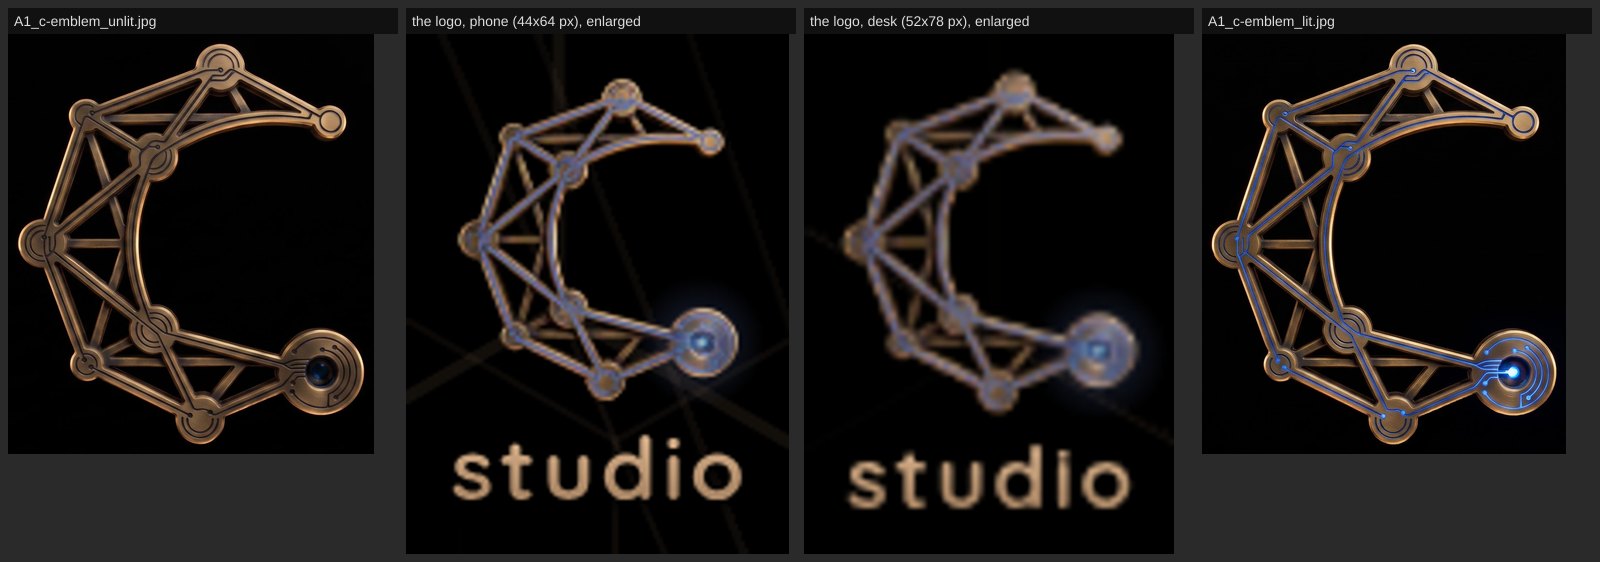 A1_c-emblem_unlit.jpg
the logo, phone (44x64 px), enlarged
the logo, desk (52x78 px), enlarged
A1_c-emblem_lit.jpg
studio
studio